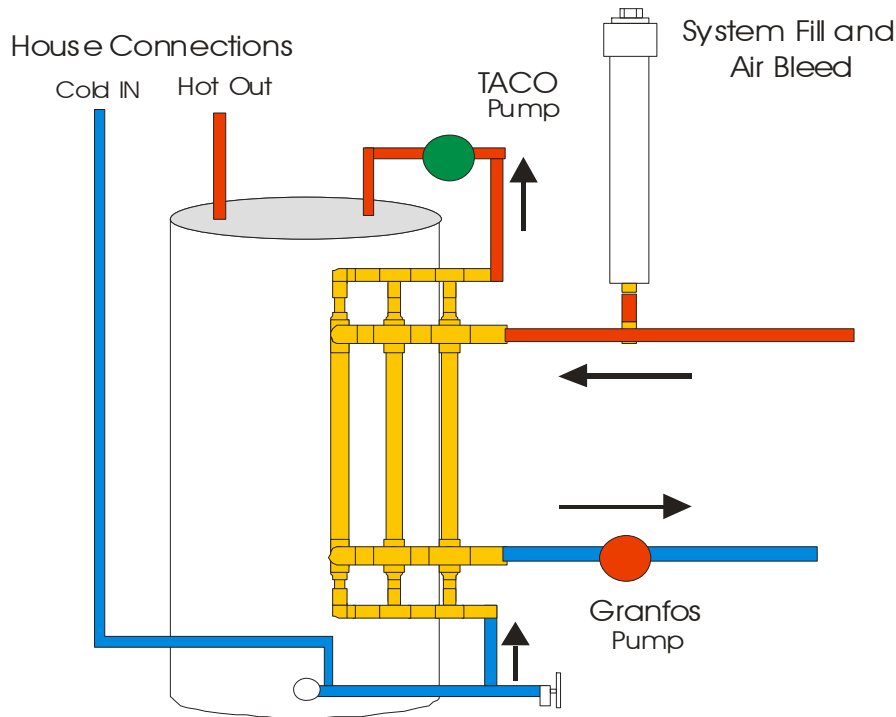 House Connections
Cold IN
Hot Out
TACO
Pump
System Fill and
Air Bleed
Granfos
Pump